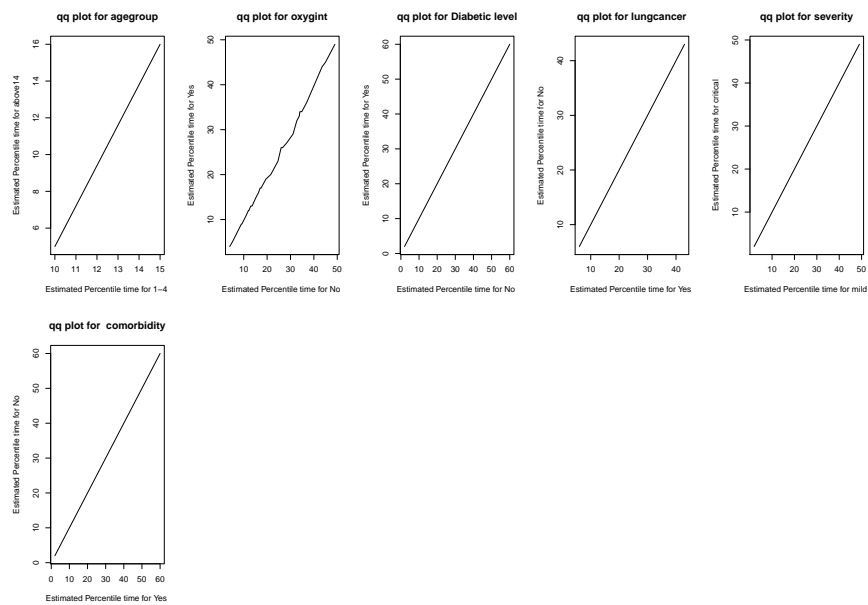 qq plot for agegroup
Estimated Percentile time for above14
16
14
12
10
8
6
10 11 12 13 14 15
Estimated Percentile time for 1−4
qq plot for oxygint
Estimated Percentile time for Yes
50
40
30
20
10
10 20 30 40 50
Estimated Percentile time for No
qq plot for Diabetic level
Estimated Percentile time for Yes
60
50
40
30
20
10
0
0 10 20 30 40 50 60
Estimated Percentile time for No
qq plot for lungcancer
Estimated Percentile time for No
40
30
20
10
10 20 30 40
Estimated Percentile time for Yes
qq plot for severity
Estimated Percentile time for critical
50
40
30
20
10
10 20 30 40 50
Estimated Percentile time for mild
qq plot for comorbidity
Estimated Percentile time for No
60
50
40
30
20
10
0
0 10 20 30 40 50 60
Estimated Percentile time for Yes